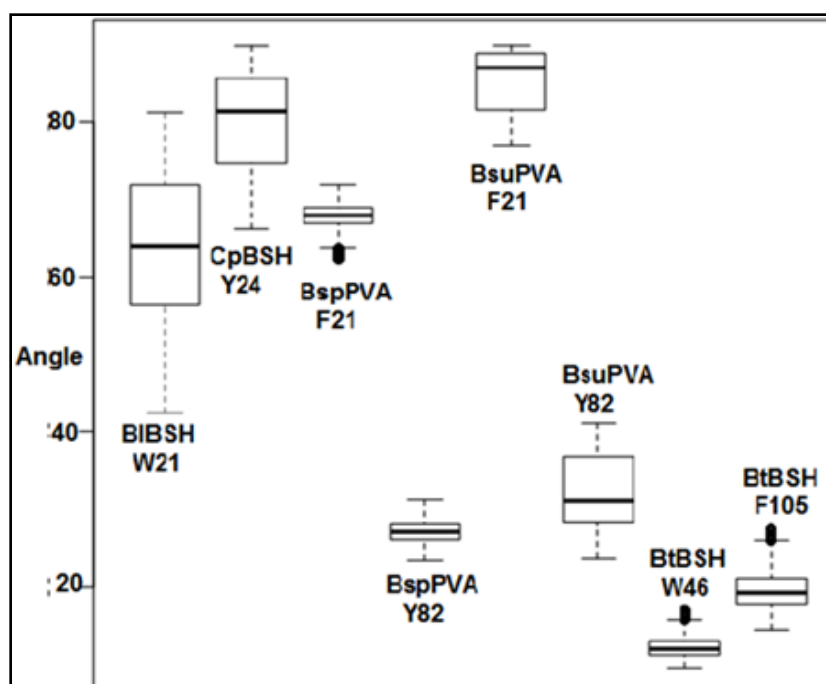 80
BsuPVA
F21
CpBSH
Y24
60
BspPVA
F21
Angle
BsuPVA
Y82
40
BlBSH
W21
BtBSH
F105
20
BspPVA
Y82
BtBSH
W46